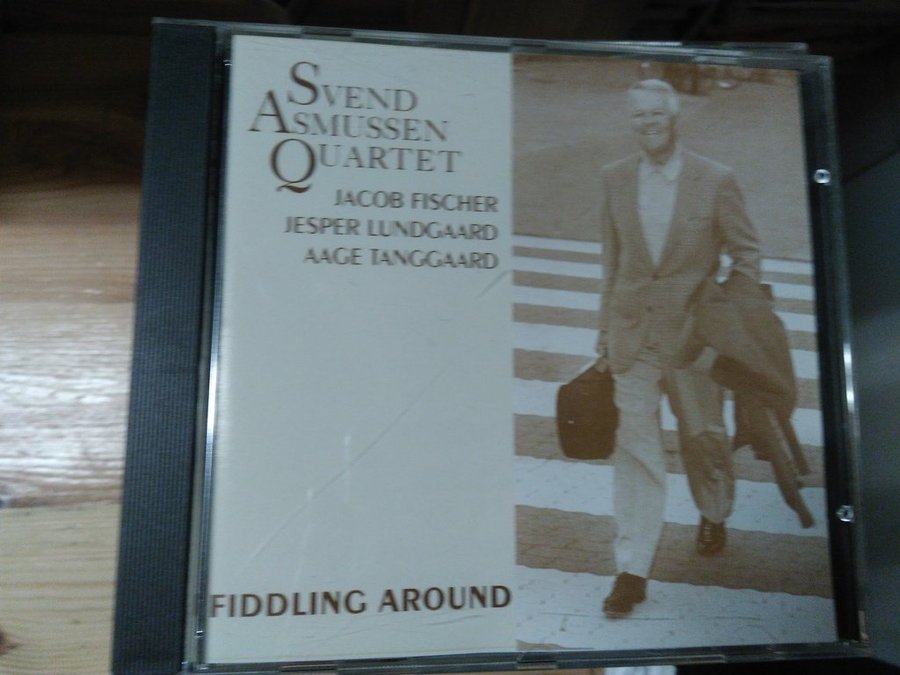 SVEND
ASMUSSEN
QUARTET
JACOB FISCHER
JESPER LUNDGAARD
AAGE TANGGAARD
FIDDLING AROUND